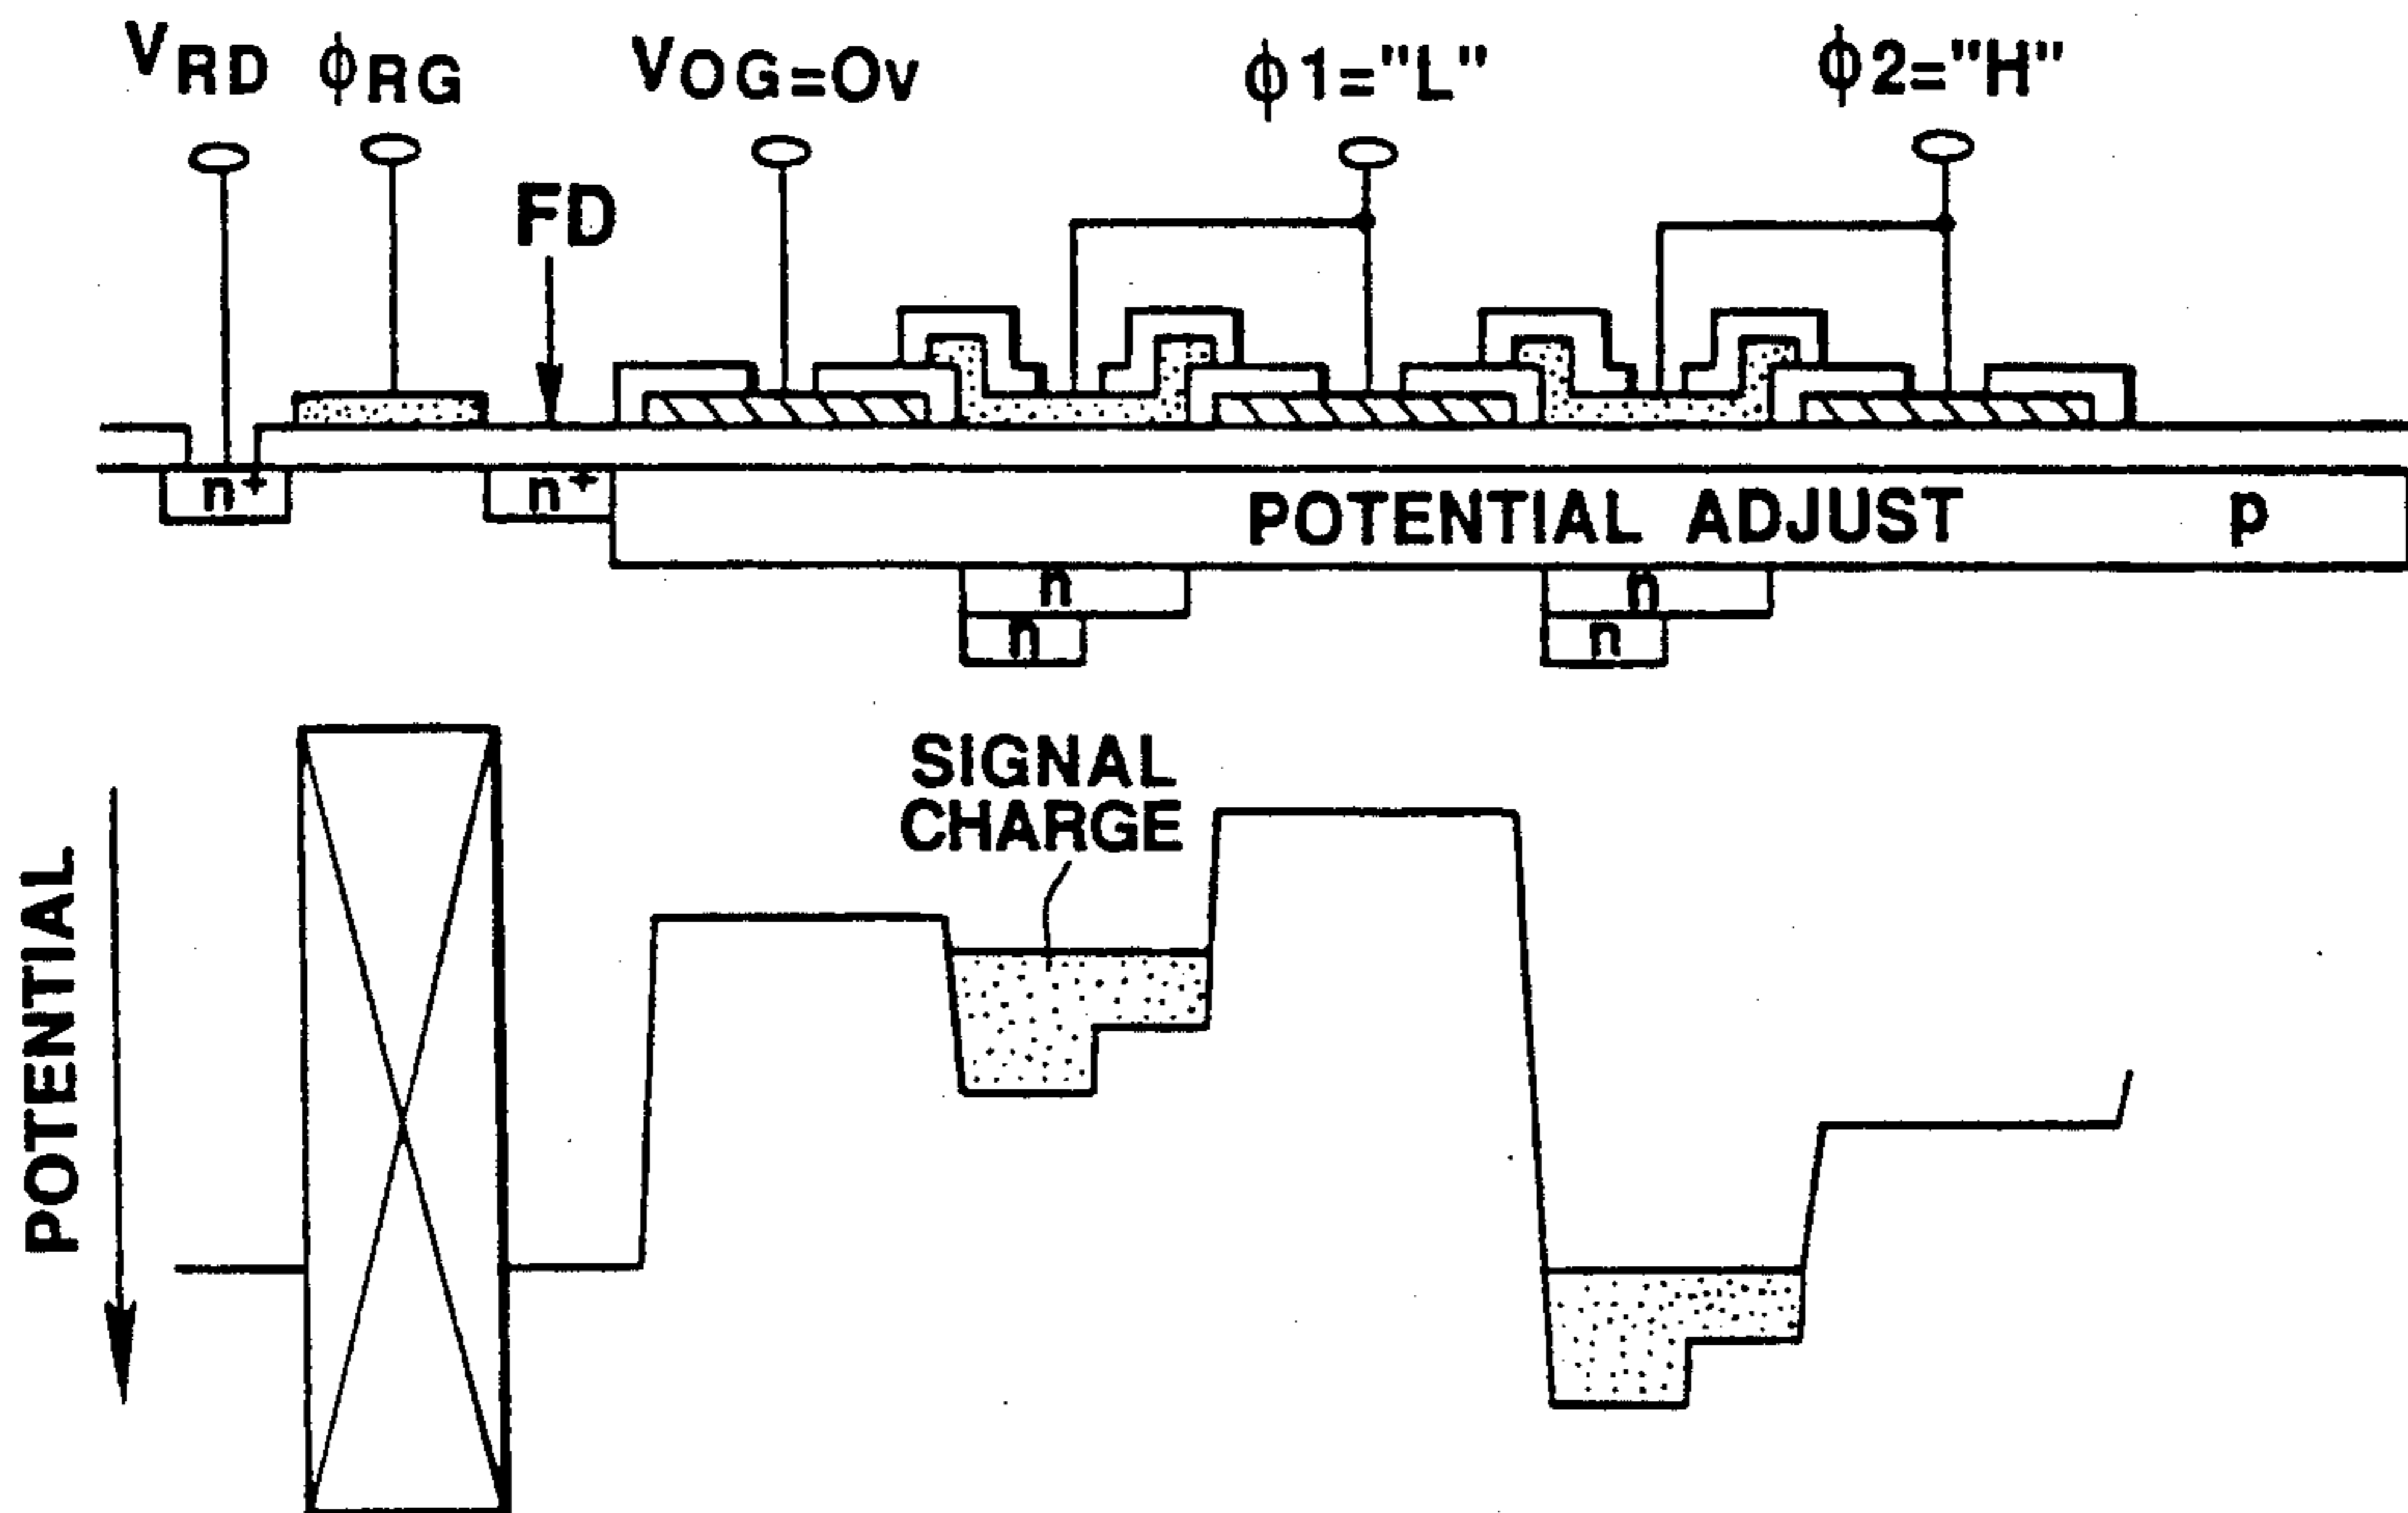 VRD φRG VOG=0v φ1="L" φ2="H"
FD
n+ n+ POTENTIAL ADJUST p
n n
n n
SIGNAL
CHARGE
POTENTIAL